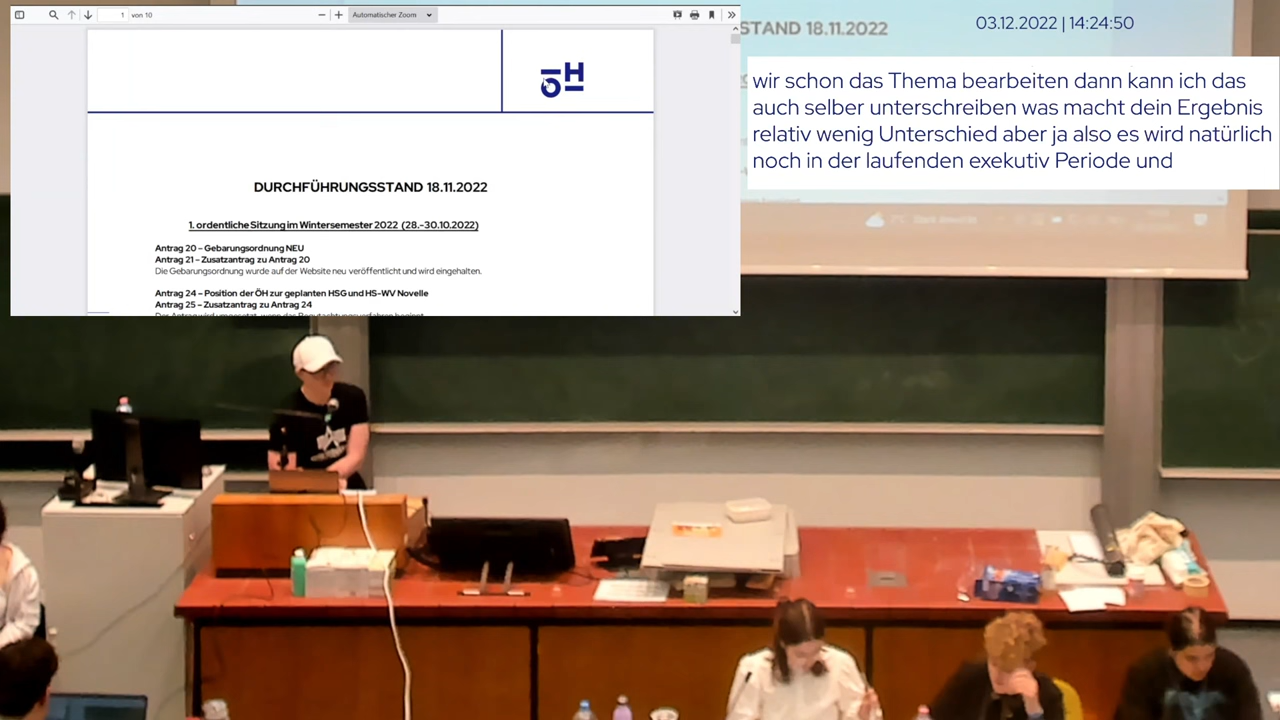 1
von 10
Automatischer Zoom
STAND 18.11.2022
03.12.2022 | 14:24:50
ŌH
wir schon das Thema bearbeiten dann kann ich das
auch selber unterschreiben was macht dein Ergebnis
relativ wenig Unterschied aber ja also es wird natürlich
noch in der laufenden exekutiv Periode und
DURCHFÜHRUNGSSTAND 18.11.2022
1. ordentliche Sitzung im Wintersemester 2022 (28.-30.10.2022)
Antrag 20 – Gebarungsordnung NEU
Antrag 21 – Zusatzantrag zu Antrag 20
Die Gebarungsordnung wurde auf der Website neu veröffentlicht und wird eingehalten.
Antrag 24 – Position der ÖH zur geplanten HSG und HS-WV Novelle
Antrag 25 – Zusatzantrag zu Antrag 24